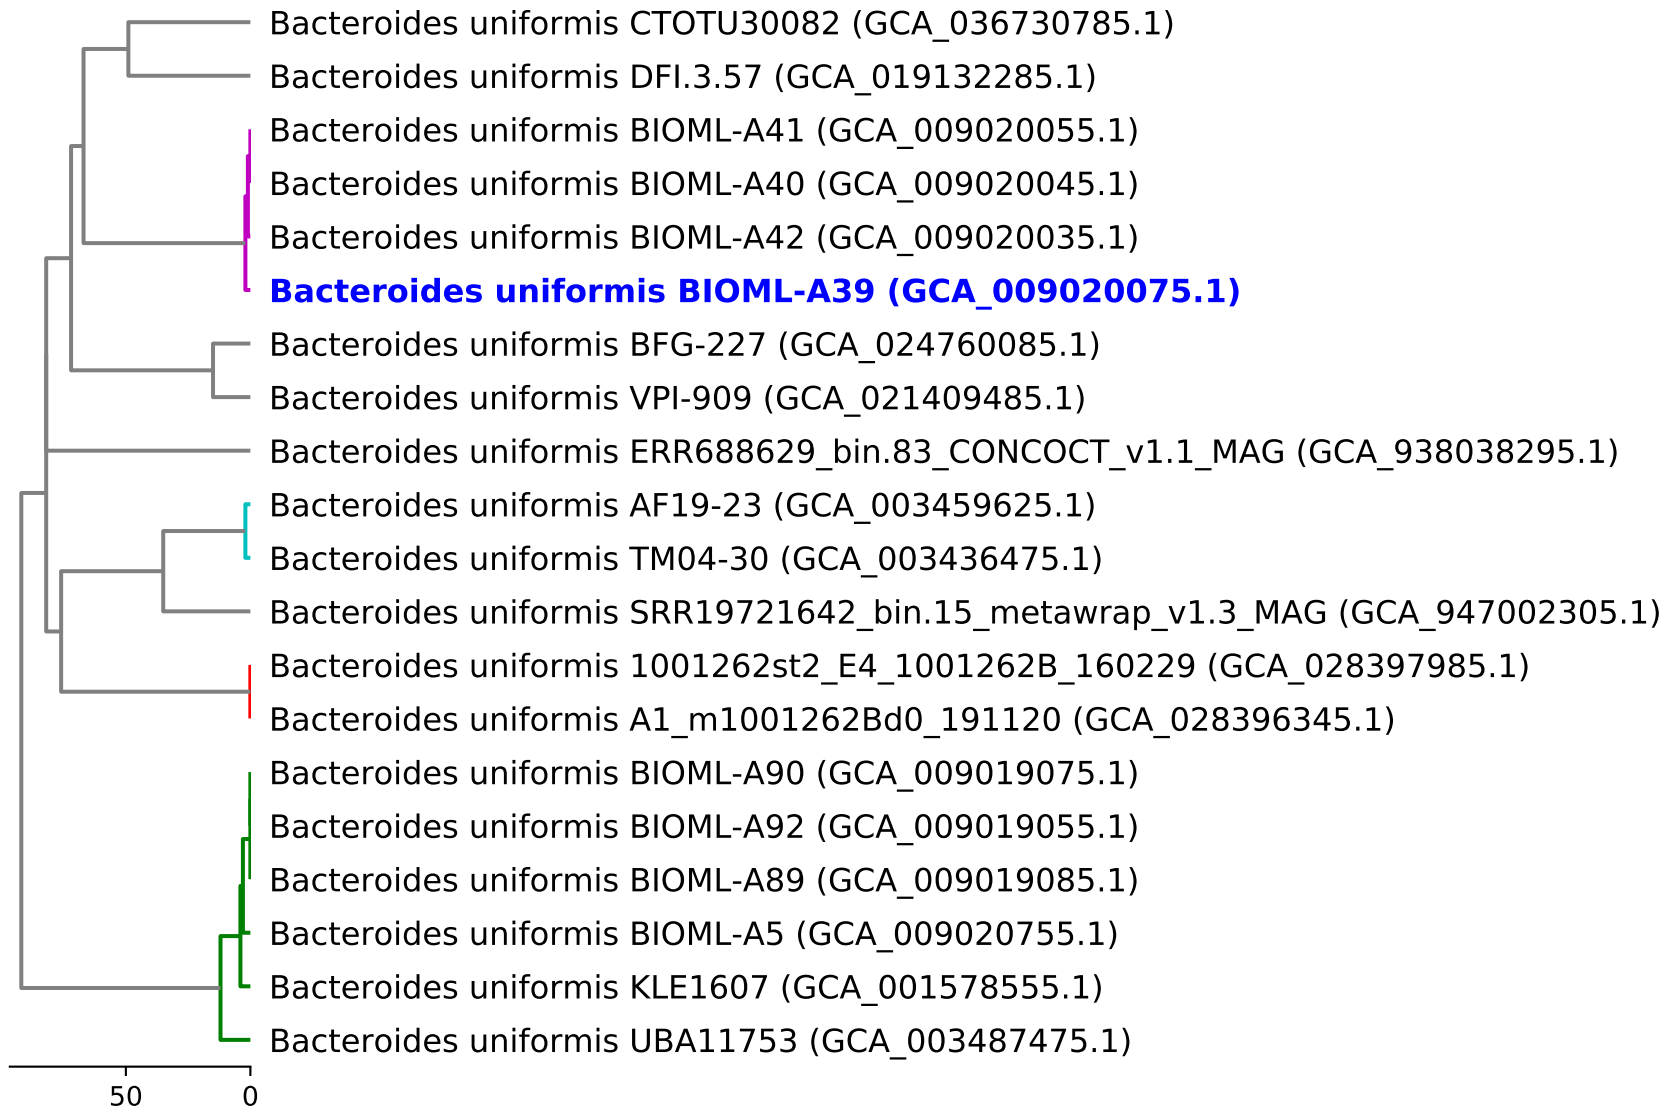 Bacteroides uniformis CTOTU30082 (GCA_036730785.1)
Bacteroides uniformis DFI.3.57 (GCA_019132285.1)
Bacteroides uniformis BIOML-A41 (GCA_009020055.1)
Bacteroides uniformis BIOML-A40 (GCA_009020045.1)
Bacteroides uniformis BIOML-A42 (GCA_009020035.1)
Bacteroides uniformis BIOML-A39 (GCA_009020075.1)
Bacteroides uniformis BFG-227 (GCA_024760085.1)
Bacteroides uniformis VPI-909 (GCA_021409485.1)
Bacteroides uniformis ERR688629_bin.83_CONCOCT_v1.1_MAG (GCA_938038295.1)
Bacteroides uniformis AF19-23 (GCA_003459625.1)
Bacteroides uniformis TM04-30 (GCA_003436475.1)
Bacteroides uniformis SRR19721642_bin.15_metawrap_v1.3_MAG (GCA_947002305.1)
Bacteroides uniformis 1001262st2_E4_1001262B_160229 (GCA_028397985.1)
Bacteroides uniformis A1_m1001262Bd0_191120 (GCA_028396345.1)
Bacteroides uniformis BIOML-A90 (GCA_009019075.1)
Bacteroides uniformis BIOML-A92 (GCA_009019055.1)
Bacteroides uniformis BIOML-A89 (GCA_009019085.1)
Bacteroides uniformis BIOML-A5 (GCA_009020755.1)
Bacteroides uniformis KLE1607 (GCA_001578555.1)
Bacteroides uniformis UBA11753 (GCA_003487475.1)
50 0